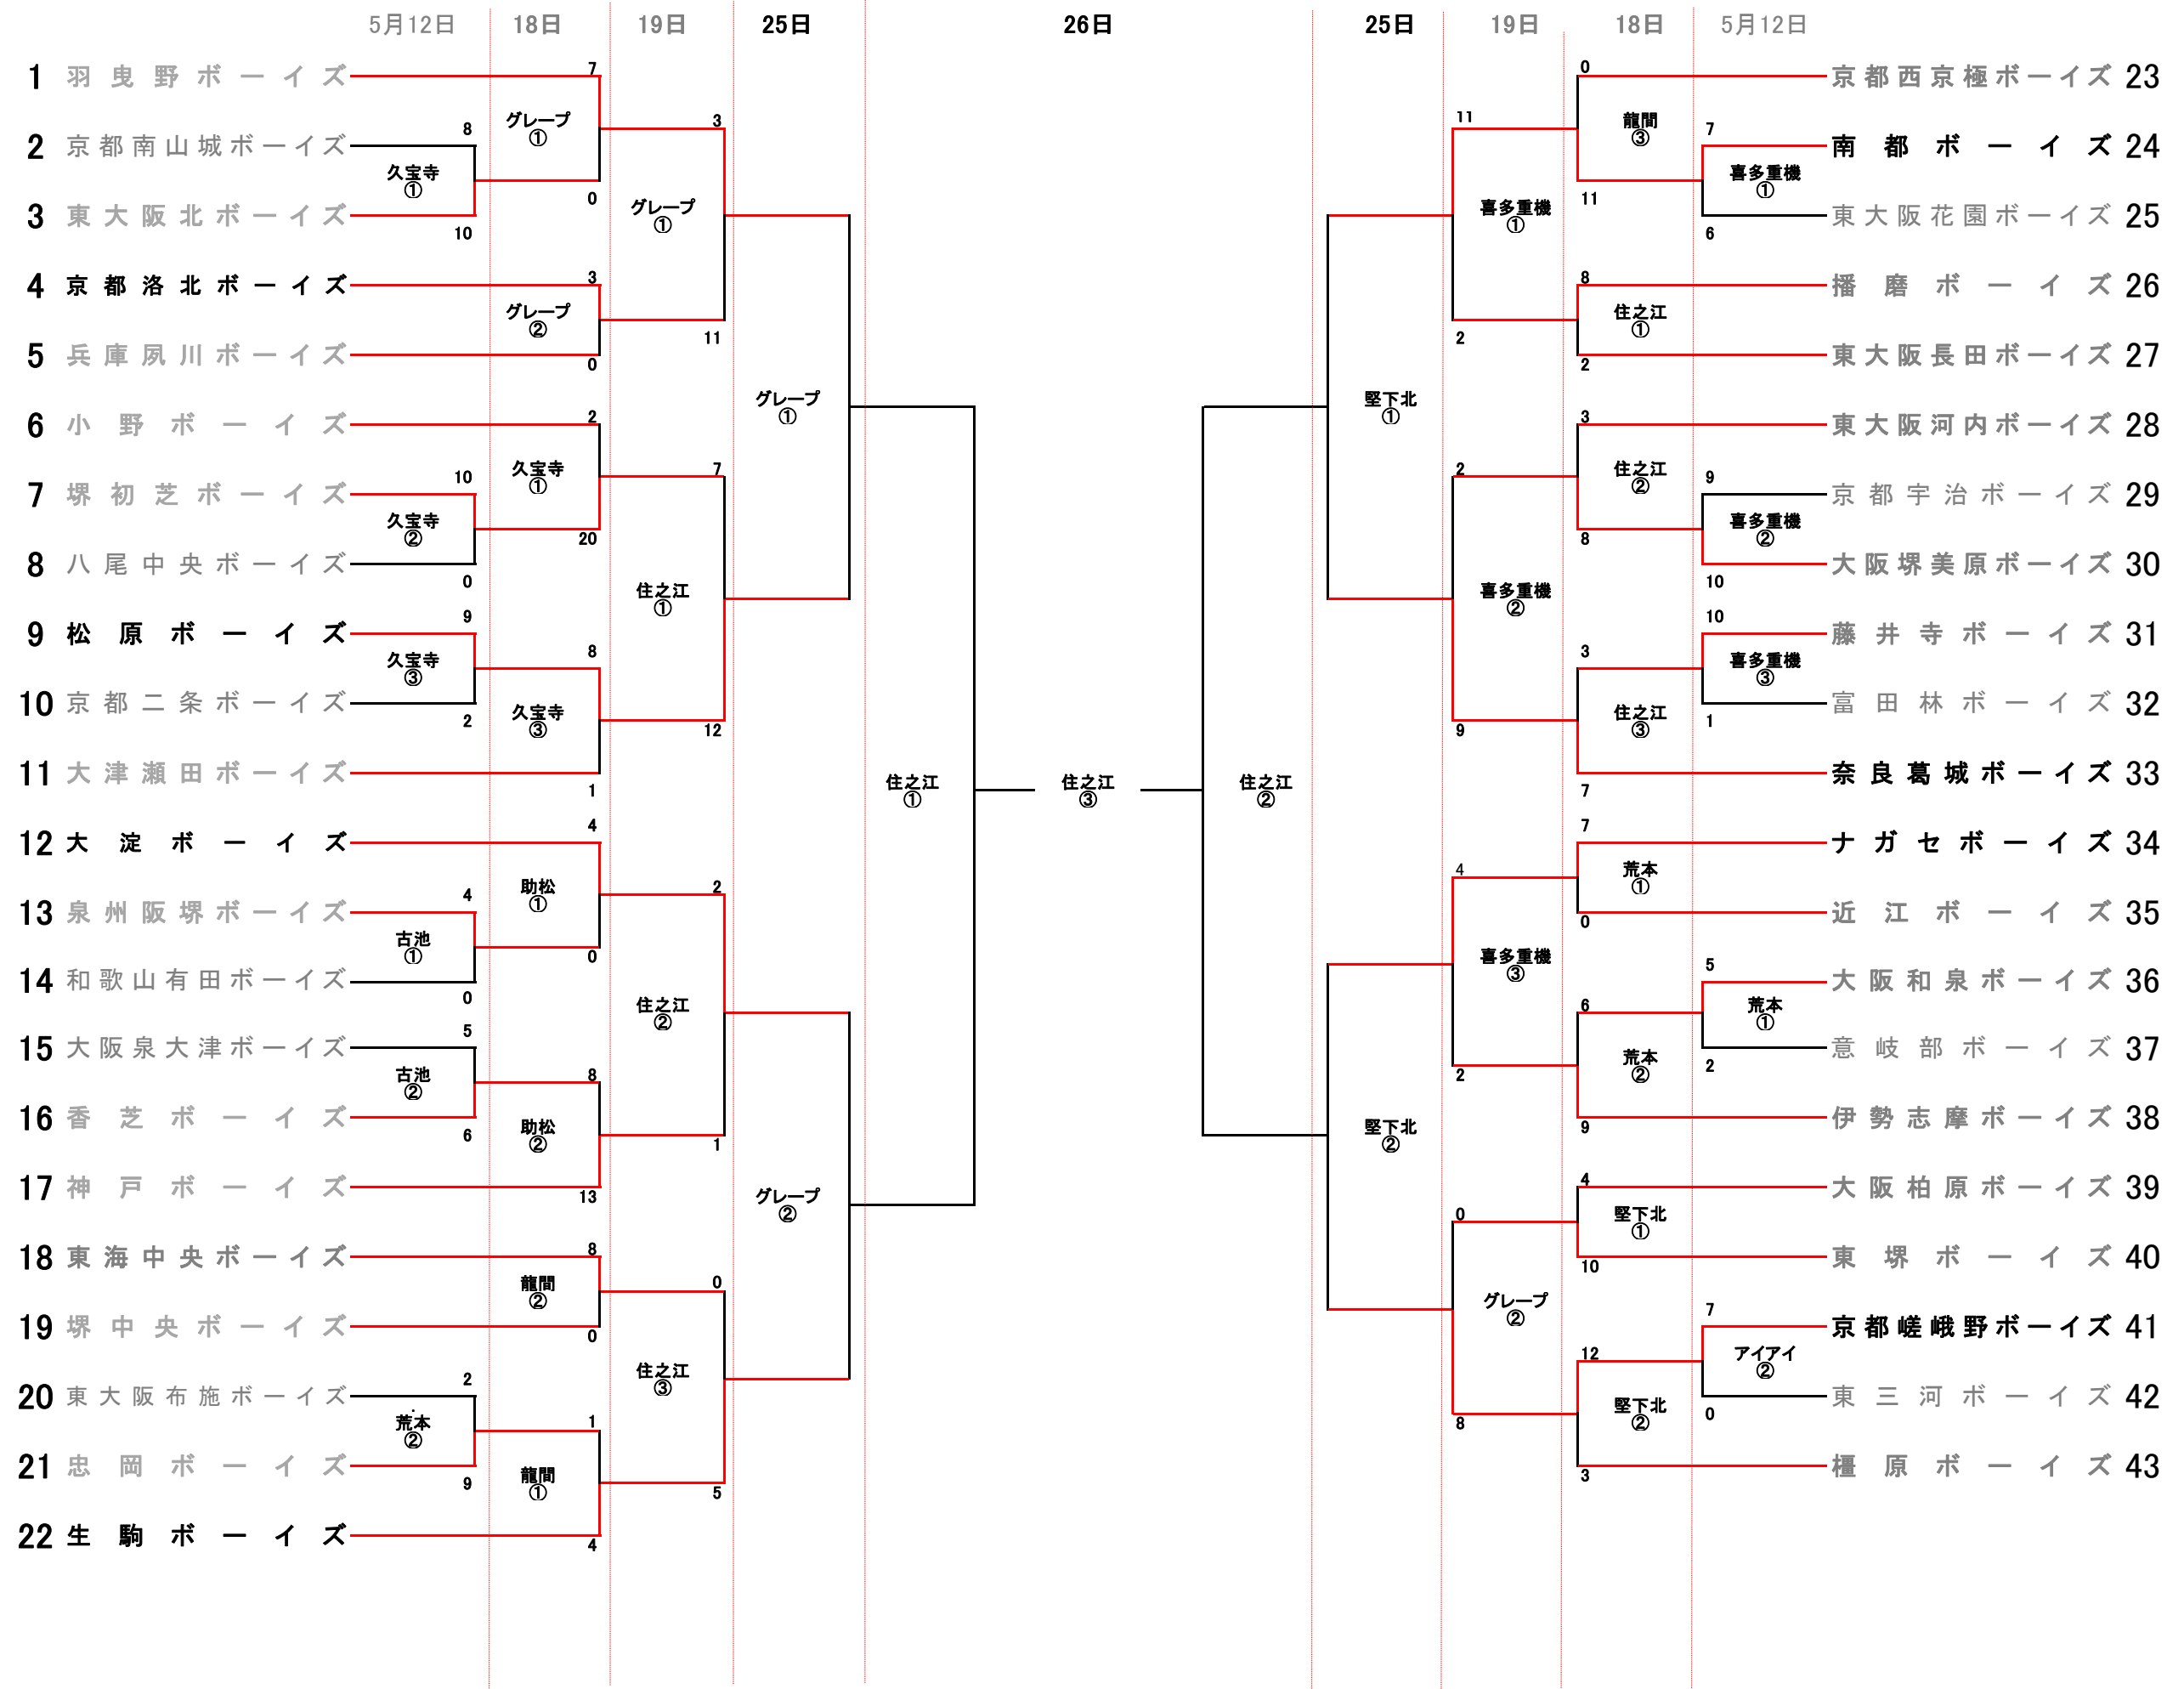 5月12日 18日 19日 25日 26日 25日 19日 18日 5月12日
1 羽曳野ボーイズ 7 0 京都西京極ボーイズ 23
グレープ 3 11 龍間
① ③
2 京都南山城ボーイズ 8 7 南都ボーイズ 24
久宝寺 喜多重機
① 0 11 ①
グレープ 喜多重機
① ①
3 東大阪北ボーイズ 10 6 東大阪花園ボーイズ 25
4 京都洛北ボーイズ 3 8 播磨ボーイズ 26
グレープ 住之江
② 11 2 ①
5 兵庫夙川ボーイズ 0 2 東大阪長田ボーイズ 27
グレープ 堅下北
① ①
6 小野ボーイズ 2 3 東大阪河内ボーイズ 28
久宝寺 7 2 住之江
① ②
7 堺初芝ボーイズ 10 9 京都宇治ボーイズ 29
久宝寺 喜多重機
② 20 8 ②
8 八尾中央ボーイズ 0 10 大阪堺美原ボーイズ 30
住之江 喜多重機
① ②
9 松原ボーイズ 9 10 藤井寺ボーイズ 31
久宝寺 8 3 喜多重機
③ ③
10 京都二条ボーイズ 2 1 富田林ボーイズ 32
久宝寺 住之江
③ 12 9 ③
11 大津瀬田ボーイズ 1 7 奈良葛城ボーイズ 33
住之江 住之江 住之江
① ③ ②
12 大淀ボーイズ 4 7 ナガセボーイズ 34
助松 2 4 荒本
① ①
13 泉州阪堺ボーイズ 4 0 近江ボーイズ 35
古池
① 0
喜多重機
③
14 和歌山有田ボーイズ 0 5 大阪和泉ボーイズ 36
住之江 6 荒本
② ①
15 大阪泉大津ボーイズ 5 2 意岐部ボーイズ 37
古池 8 2 荒本
② ②
16 香芝ボーイズ 6 9 伊勢志摩ボーイズ 38
助松 1 堅下北
② ②
17 神戸ボーイズ 13 4 大阪柏原ボーイズ 39
グレープ 0 堅下北
② ①
18 東海中央ボーイズ 8 10 東堺ボーイズ 40
龍間 0 グレープ
② ②
19 堺中央ボーイズ 0 7 京都嵯峨野ボーイズ 41
住之江 12 アイアイ
③ ②
20 東大阪布施ボーイズ 2 0 東三河ボーイズ 42
荒本 1 8 堅下北
② ②
21 忠岡ボーイズ 9 3 橿原ボーイズ 43
龍間 5
①
22 生駒ボーイズ 4